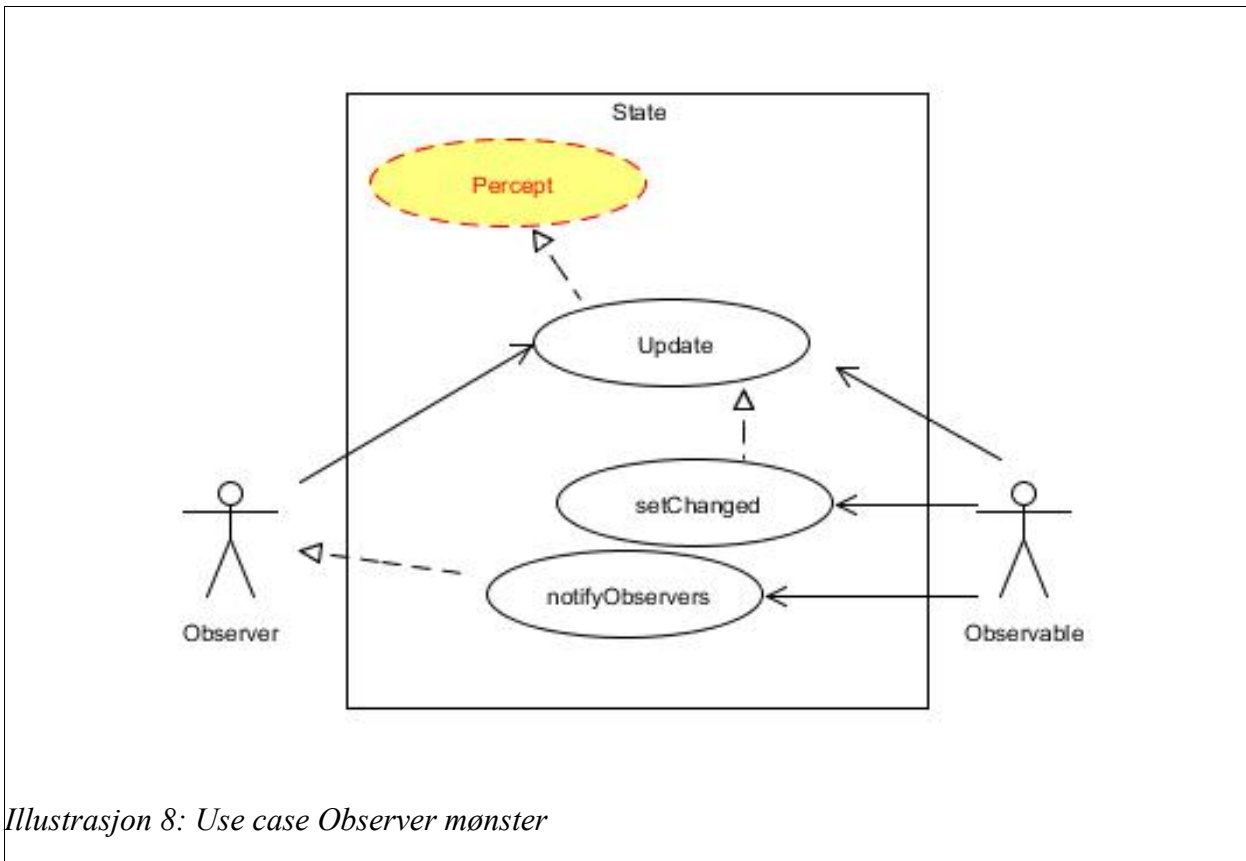 State
Percept
Update
setChanged
notifyObservers
Observer
Observable
Illustrasjon 8: Use case Observer mønster